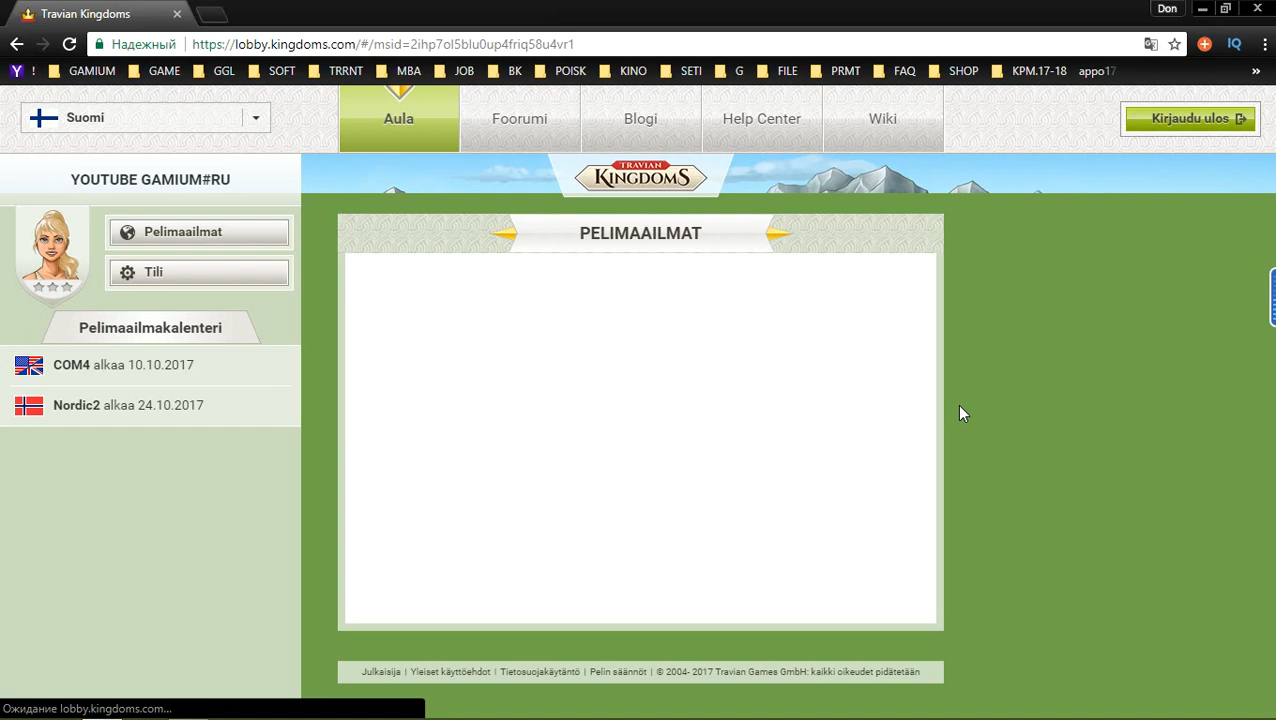 Travian Kingdoms
Don
Надежный
https://lobby.kingdoms.com/#/msid=2ihp7ol5blu0up4friq58u4vr1
IQ
!
GAMIUM
GAME
GGL
SOFT
TRRNT
MBA
JOB
BK
POISK
KINO
SETI
G
FILE
PRMT
FAQ
SHOP
KPM.17-18
appo17
»
Suomi
Aula
Foorumi
Blogi
Help Center
Wiki
Kirjaudu ulos
TRAVIAN
KINGDOMS
YOUTUBE GAMIUM#RU
Pelimaailmat
Tili
Pelimaailmakalenteri
COM4 alkaa 10.10.2017
Nordic2 alkaa 24.10.2017
PELIMAAILMAT
Julkaisija | Yleiset käyttöehdot | Tietosuojakäytäntö | Pelin säännöt | © 2004- 2017 Travian Games GmbH: kaikki oikeudet pidätetään
Ожидание lobby.kingdoms.com...